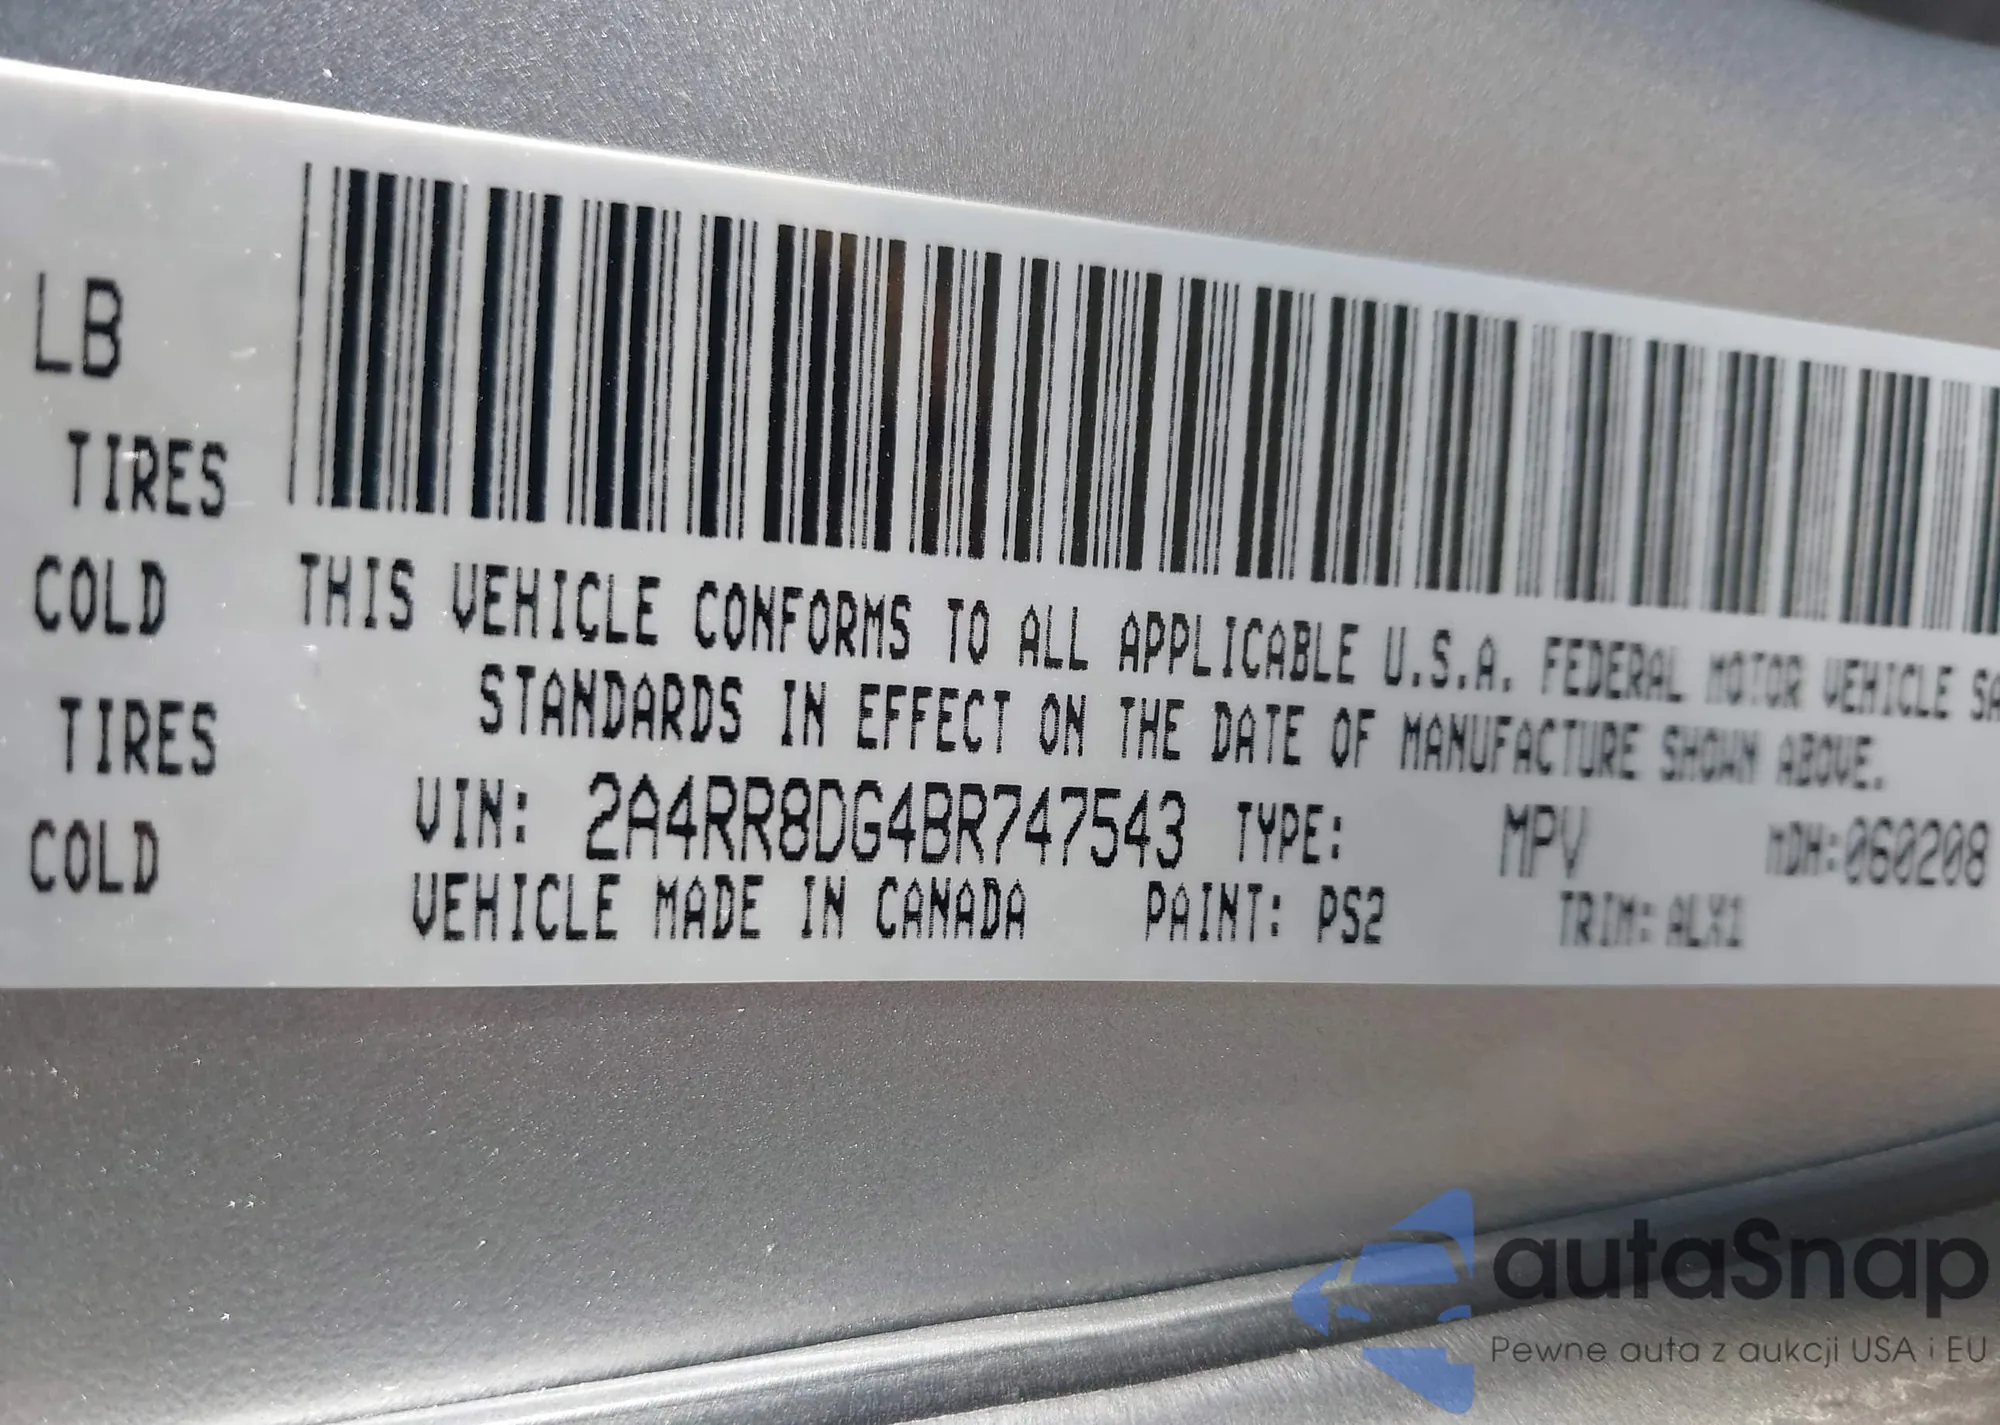 LB
TIRES
COLD
TIRES
COLD
THIS VEHICLE CONFORMS TO ALL APPLICABLE U.S.A. FEDERAL MOTOR VEHICLE SA
STANDARDS IN EFFECT ON THE DATE OF MANUFACTURE SHOWN ABOVE.
VIN: 2A4RR8DG4BR747543 TYPE: MPV MDH:060208
VEHICLE MADE IN CANADA PAINT: PS2 TRIM: ALX1
autaSnap
Pewne auta z aukcji USA i EU